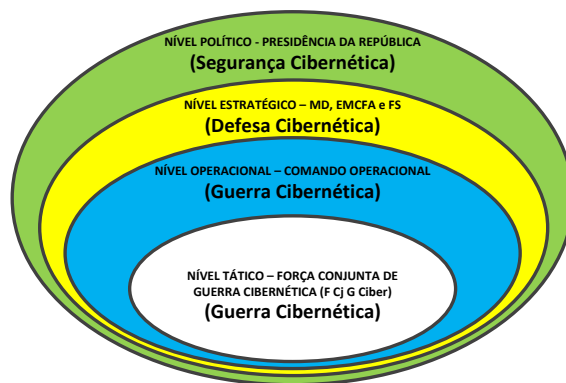 NÍVEL POLÍTICO - PRESIDÊNCIA DA REPÚBLICA
(Segurança Cibernética)
NÍVEL ESTRATÉGICO – MD, EMCFA e FS
(Defesa Cibernética)
NÍVEL OPERACIONAL – COMANDO OPERACIONAL
(Guerra Cibernética)
NÍVEL TÁTICO – FORÇA CONJUNTA DE
GUERRA CIBERNÉTICA (F Cj G Ciber)
(Guerra Cibernética)